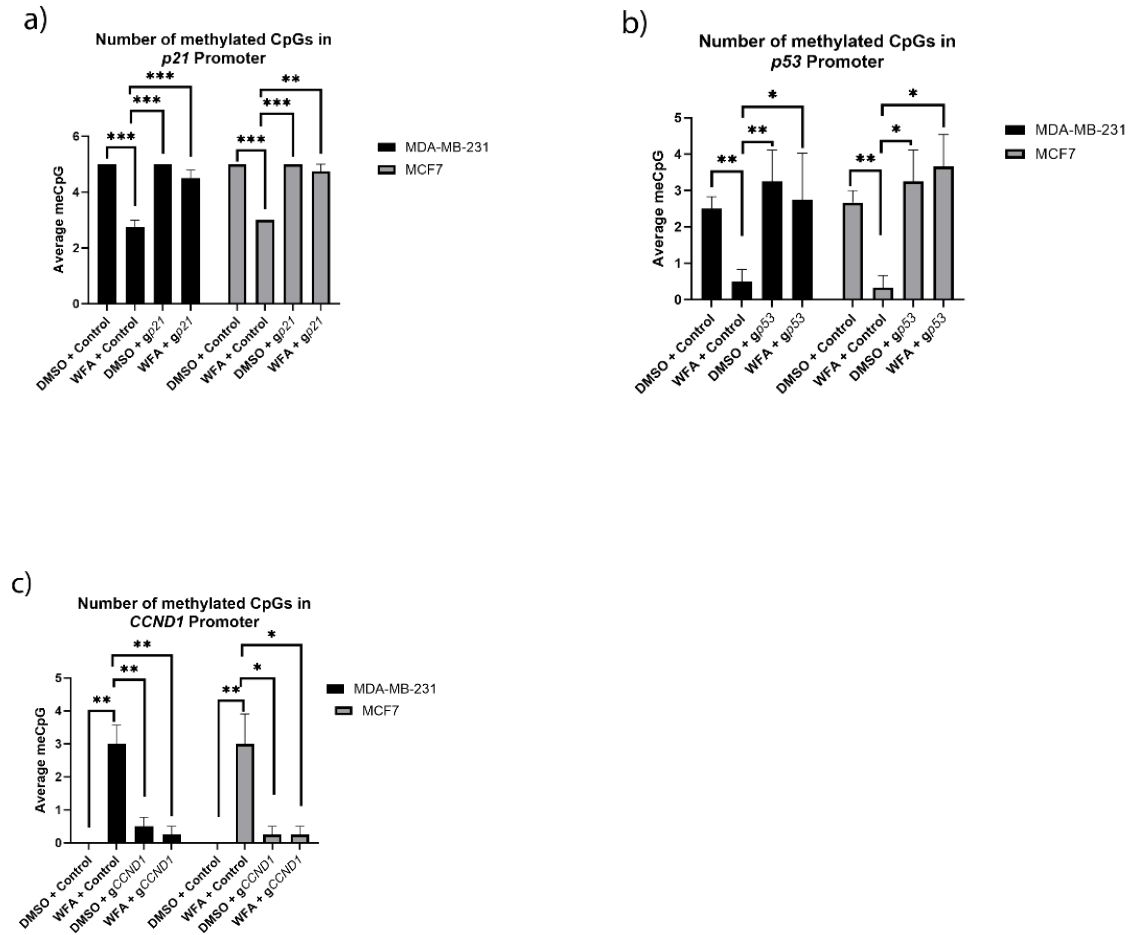 a)
Number of methylated CpGs in
p21 Promoter
***
***
***
**
***
***
Average meCpG
6
4
2
0
DMSO + Control
WFA + Control
DMSO + gp21
WFA + gp21
DMSO + Control
WFA + Control
DMSO + gp21
WFA + gp21
MDA-MB-231
MCF7
b)
Number of methylated CpGs in
p53 Promoter
*
**
**
*
*
**
Average meCpG
5
4
3
2
1
0
DMSO + Control
WFA + Control
DMSO + gp53
WFA + gp53
DMSO + Control
WFA + Control
DMSO + gp53
WFA + gp53
MDA-MB-231
MCF7
c)
Number of methylated CpGs in
CCND1 Promoter
**
**
**
*
*
**
Average meCpG
5
4
3
2
1
0
DMSO + Control
WFA + Control
DMSO + gCCND1
WFA + gCCND1
DMSO + Control
WFA + Control
DMSO + gCCND1
WFA + gCCND1
MDA-MB-231
MCF7